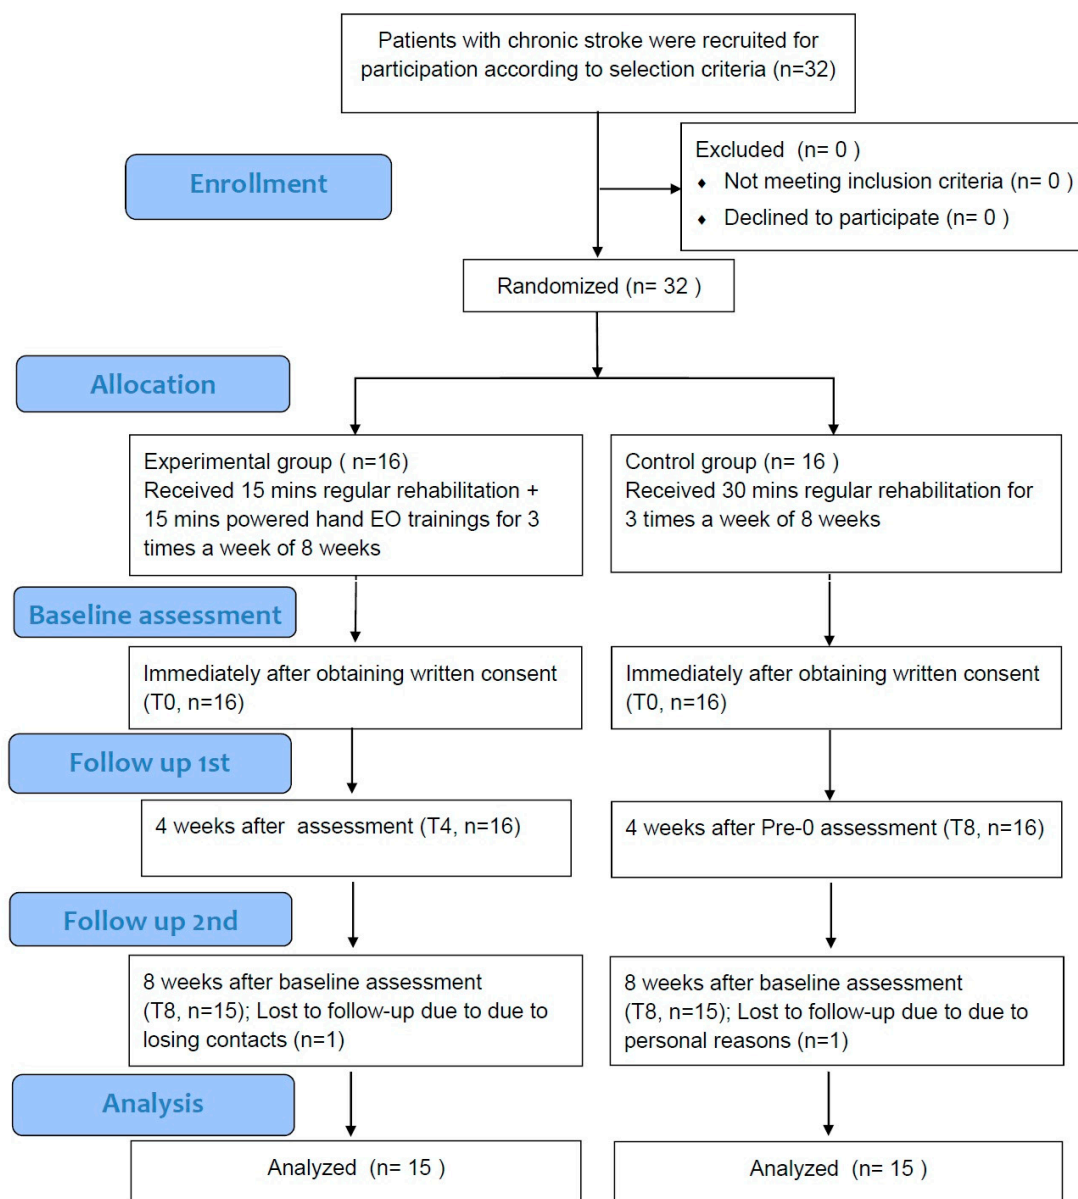 Patients with chronic stroke were recruited for
participation according to selection criteria (n=32)
Enrollment
Excluded (n= 0 )
♦ Not meeting inclusion criteria (n= 0 )
♦ Declined to participate (n= 0 )
Randomized (n= 32 )
Allocation
Experimental group ( n=16)
Received 15 mins regular rehabilitation +
15 mins powered hand EO trainings for 3
times a week of 8 weeks
Control group (n= 16 )
Received 30 mins regular rehabilitation for
3 times a week of 8 weeks
Baseline assessment
Immediately after obtaining written consent
(T0, n=16)
Immediately after obtaining written consent
(T0, n=16)
Follow up 1st
4 weeks after assessment (T4, n=16)
4 weeks after Pre-0 assessment (T8, n=16)
Follow up 2nd
8 weeks after baseline assessment
(T8, n=15); Lost to follow-up due to due to
losing contacts (n=1)
8 weeks after baseline assessment
(T8, n=15); Lost to follow-up due to due to
personal reasons (n=1)
Analysis
Analyzed (n= 15 )
Analyzed (n= 15 )